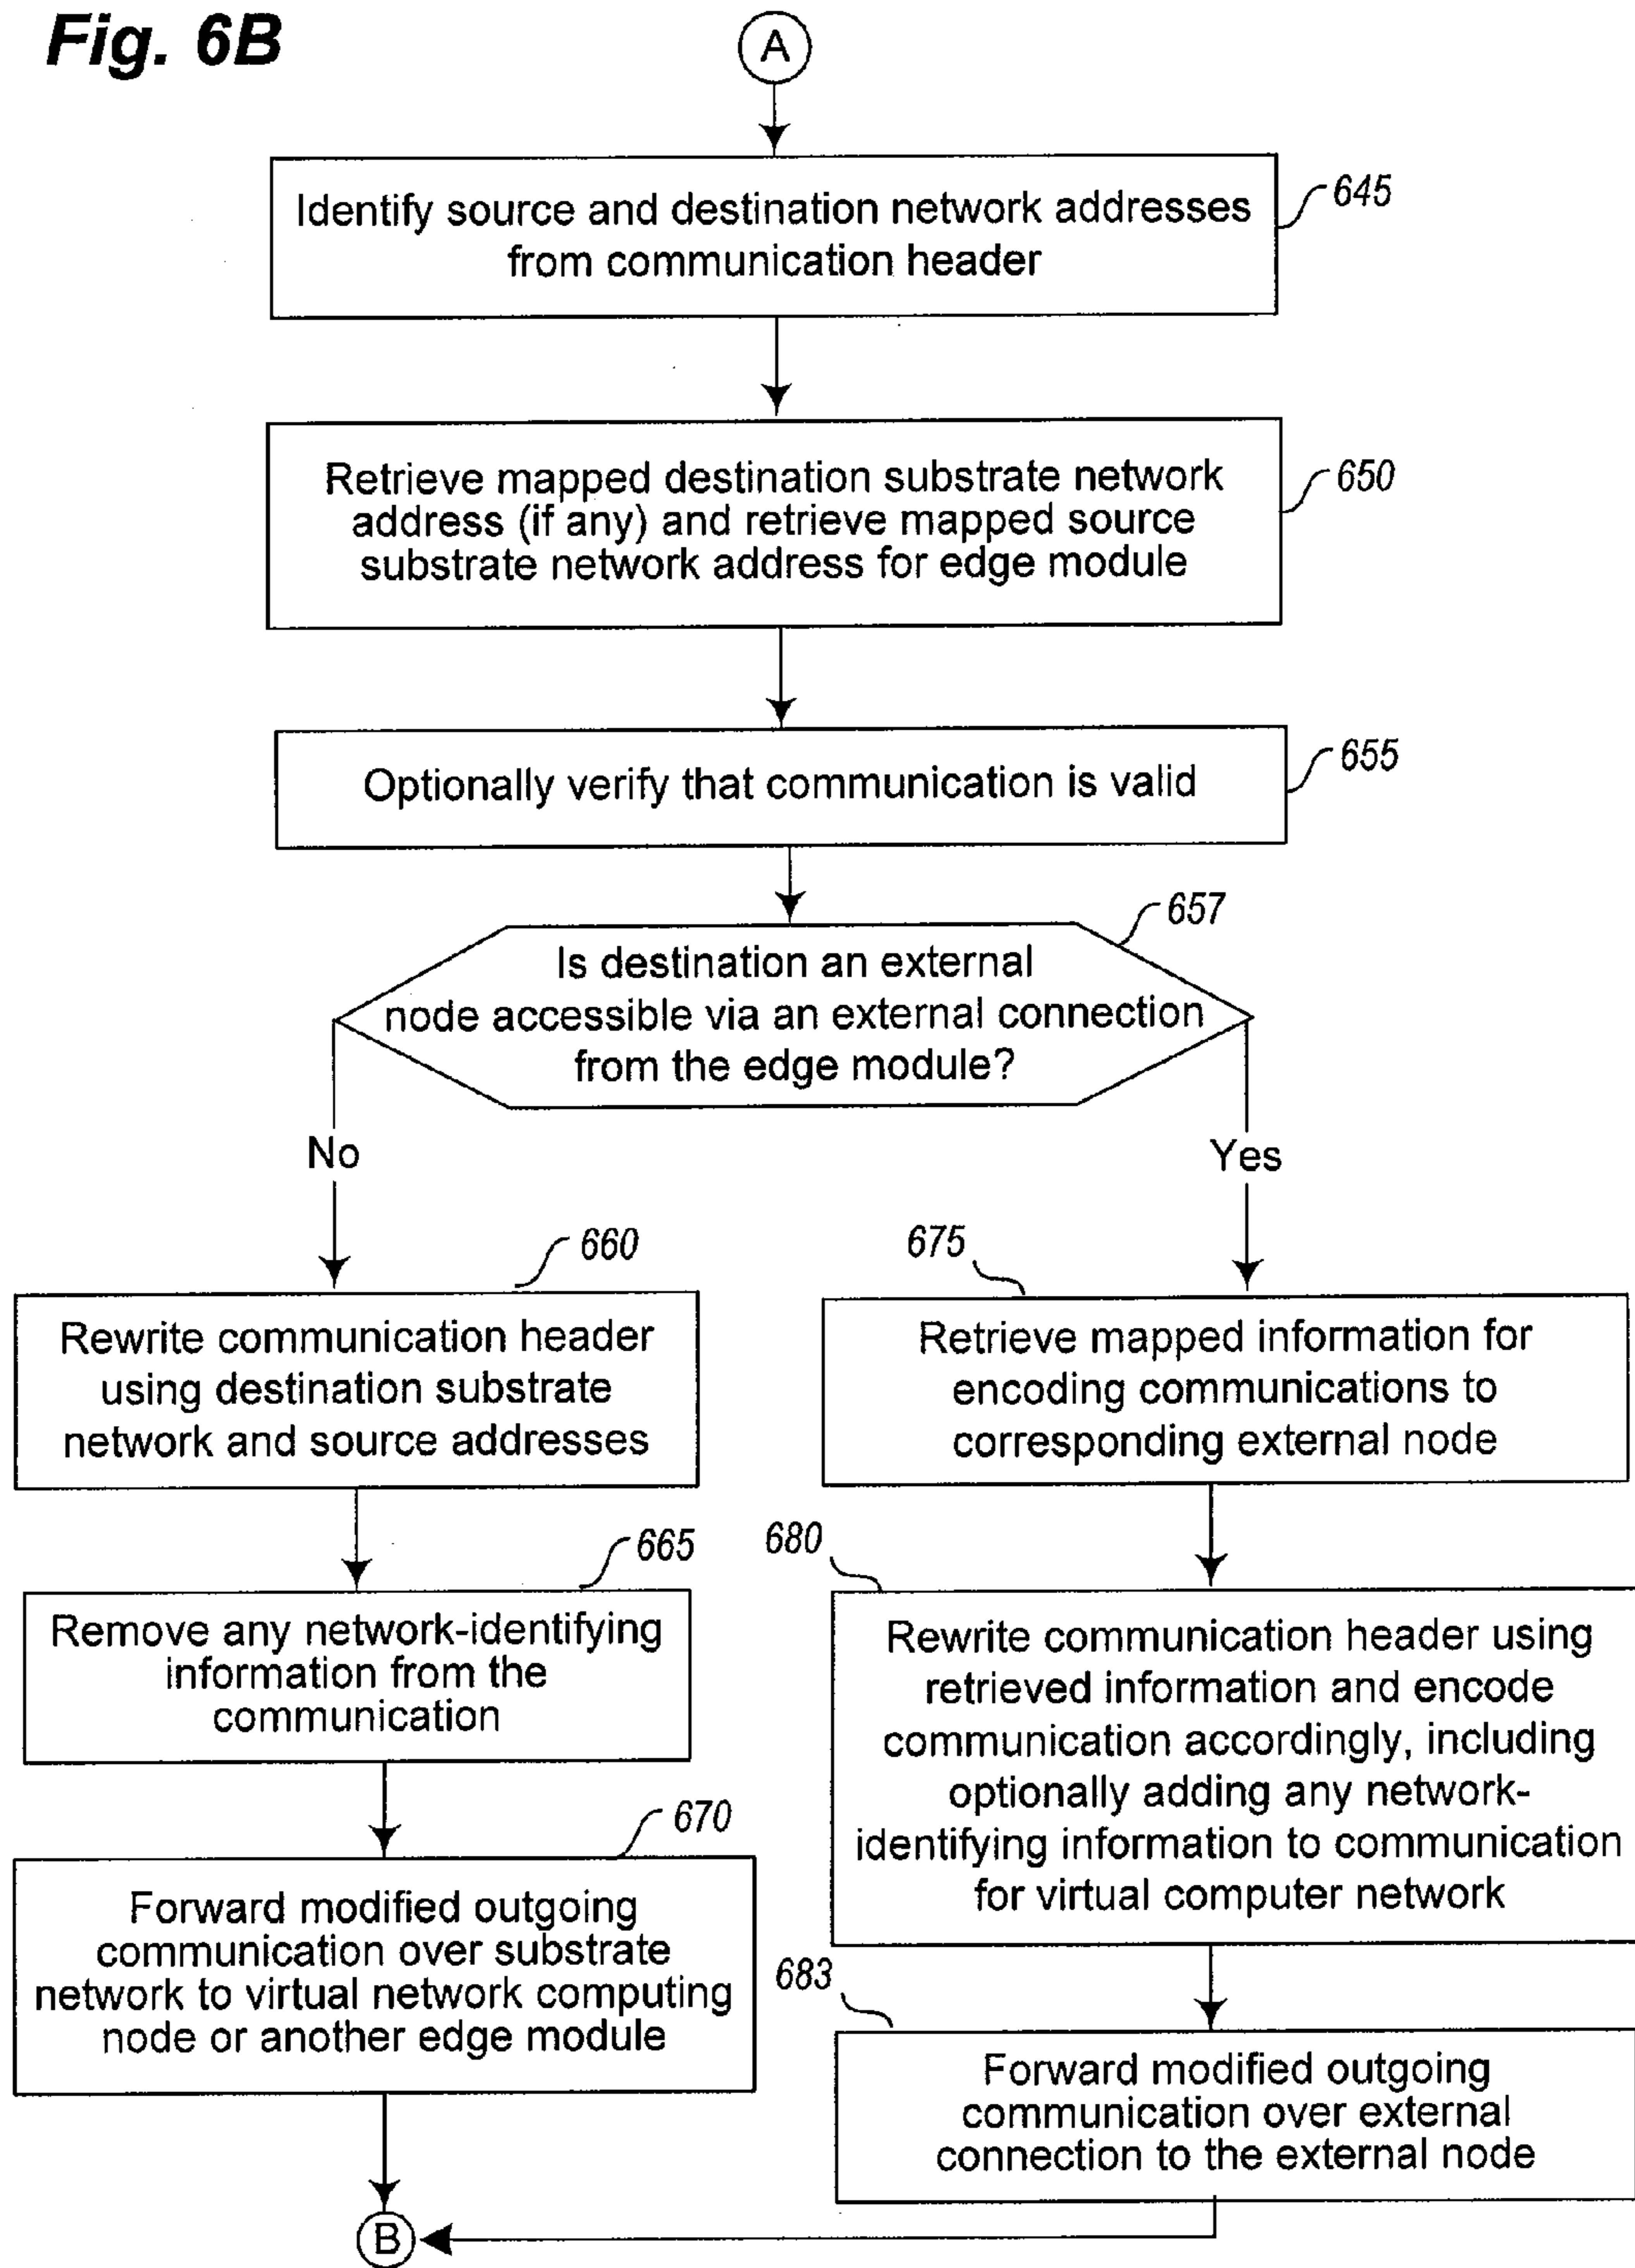 Fig. 6B
A
Identify source and destination network addresses
from communication header
645
Retrieve mapped destination substrate network
address (if any) and retrieve mapped source
substrate network address for edge module
650
Optionally verify that communication is valid
655
657
Is destination an external
node accessible via an external connection
from the edge module?
No
Yes
660
Rewrite communication header
using destination substrate
network and source addresses
665
Remove any network-identifying
information from the
communication
670
Forward modified outgoing
communication over substrate
network to virtual network computing
node or another edge module
675
Retrieve mapped information for
encoding communications to
corresponding external node
680
Rewrite communication header using
retrieved information and encode
communication accordingly, including
optionally adding any network-
identifying information to communication
for virtual computer network
683
Forward modified outgoing
communication over external
connection to the external node
B